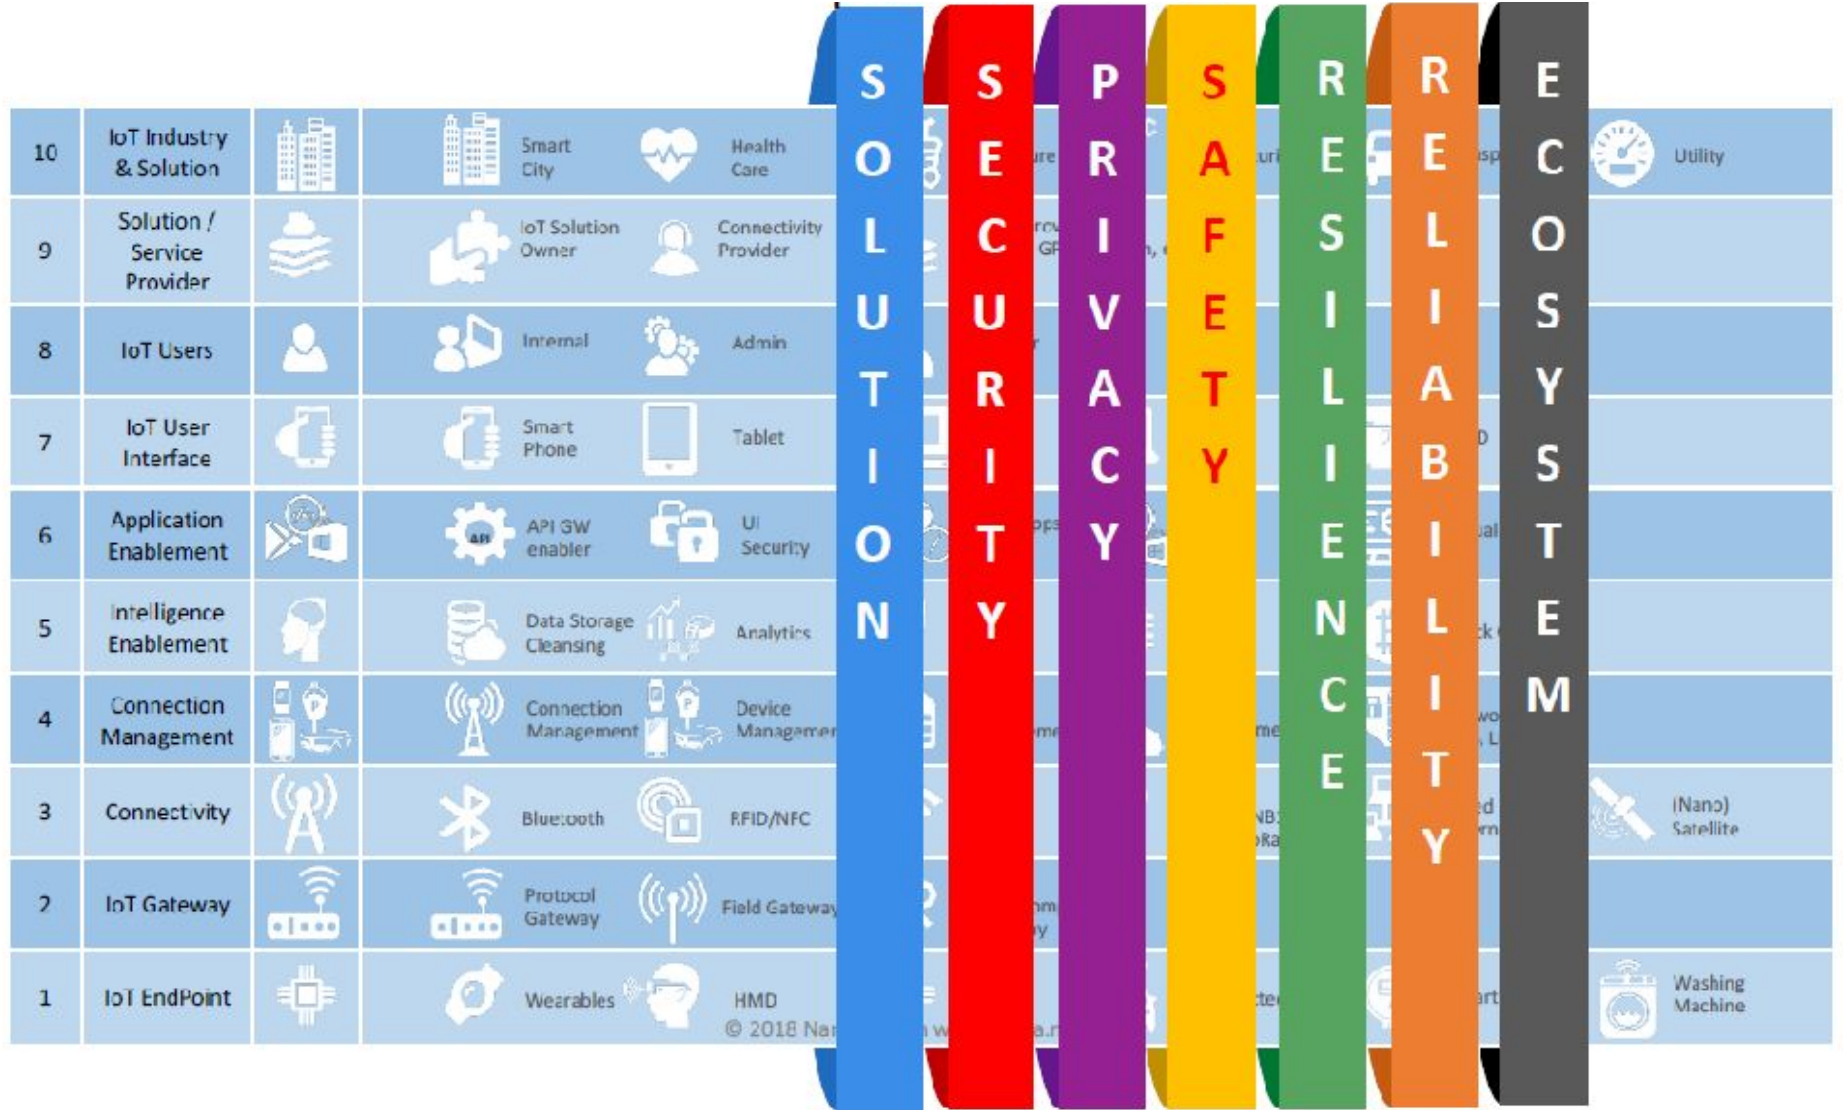 SOLUTION
SECURITY
PRIVACY
SAFETY
RESILIENCE
RELIABILITY
ECOSYSTEM
10
IoT Industry
& Solution
Smart
City
Health
Care
Utility
9
Solution /
Service
Provider
IoT Solution
Owner
Connectivity
Provider
8
IoT Users
Internal
Admin
7
IoT User
Interface
Smart
Phone
Tablet
6
Application
Enablement
API
API GW
enabler
UI
Security
5
Intelligence
Enablement
Data Storage
Cleansing
Analytics
4
Connection
Management
P
Connection
Management
P
Device
3
Connectivity
Bluetooth
RFID/NFC
(Nano)
Satellite
2
IoT Gateway
Protocol
Gateway
Field Gateway
1
IoT EndPoint
Wearables
HMD
Washing
Machine
© 2018